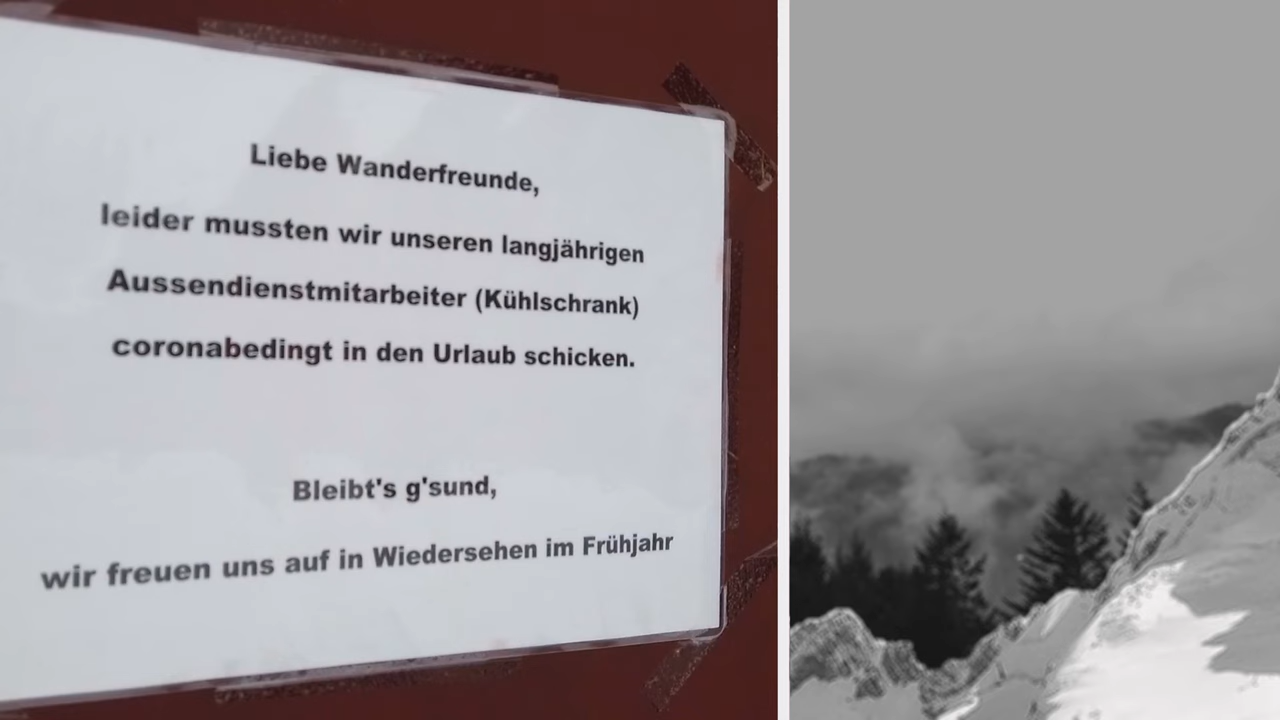 Liebe Wanderfreunde,
leider mussten wir unseren langjährigen
Aussendienstmitarbeiter (Kühlschrank)
coronabedingt in den Urlaub schicken.
Bleibt's g'sund,
wir freuen uns auf in Wiedersehen im Frühjahr